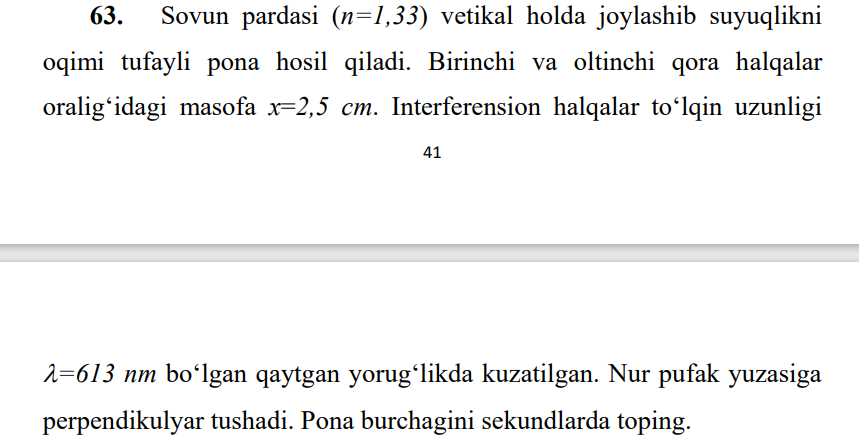 63. Sovun pardasi (n=1,33) vetikal holda joylashib suyuqlikni
oqimi tufayli pona hosil qiladi. Birinchi va oltinchi qora halqalar
oralig‘idagi masofa x=2,5 cm. Interferension halqalar to‘lqin uzunligi
41
λ=613 nm bo‘lgan qaytgan yorug‘likda kuzatilgan. Nur pufak yuzasiga
perpendikulyar tushadi. Pona burchagini sekundlarda toping.